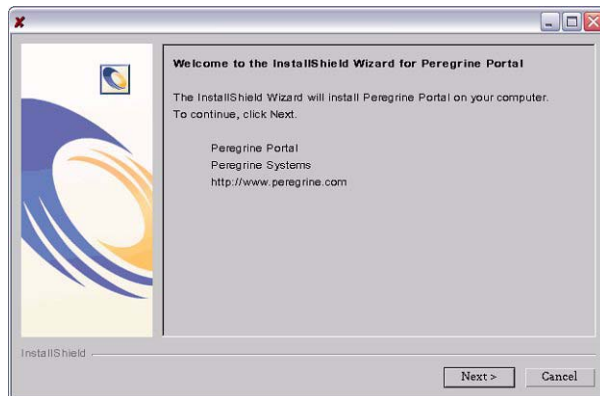 Welcome to the InstallShield Wizard for Peregrine Portal
The InstallShield Wizard will install Peregrine Portal on your computer.
To continue, click Next.
Peregrine Portal
Peregrine Systems
http://www.peregrine.com
InstallShield
Next >
Cancel